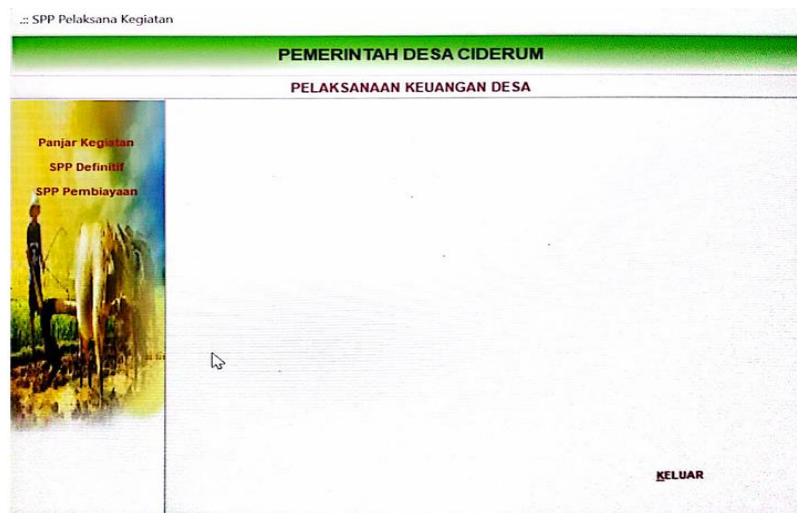 .:: SPP Pelaksana Kegiatan
PEMERINTAH DESA CIDERUM
PELAKSANAAN KEUANGAN DESA
Panjar Kegiatan
SPP Definitif
SPP Pembiayaan
KELUAR